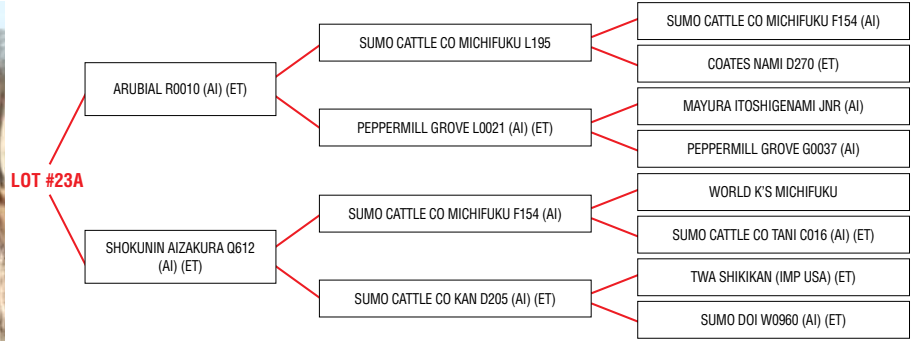 LOT #23A
ARUBIAL R0010 (AI) (ET)
SHOKUNIN AIZAKURA Q612
(AI) (ET)
SUMO CATTLE CO MICHIFUKU L195
PEPPERMILL GROVE L0021 (AI) (ET)
SUMO CATTLE CO MICHIFUKU F154 (AI)
SUMO CATTLE CO KAN D205 (AI) (ET)
SUMO CATTLE CO MICHIFUKU F154 (AI)
COATES NAMI D270 (ET)
MAYURA ITOSHIGENAMI JNR (AI)
PEPPERMILL GROVE G0037 (AI)
WORLD K'S MICHIFUKU
SUMO CATTLE CO TANI C016 (AI) (ET)
TWA SHIKIKAN (IMP USA) (ET)
SUMO DOI W0960 (AI) (ET)